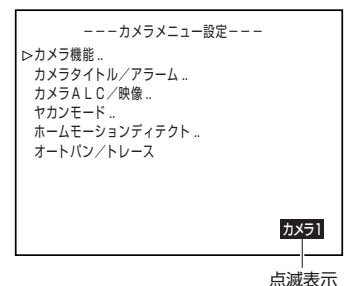 ---カメラメニュー設定---
▷カメラ機能..
カメラタイトル／アラーム..
カメラALC／映像..
ヤカンモード..
ホームモーションディテクト..
オートパン／トレース
カメラ1
点滅表示